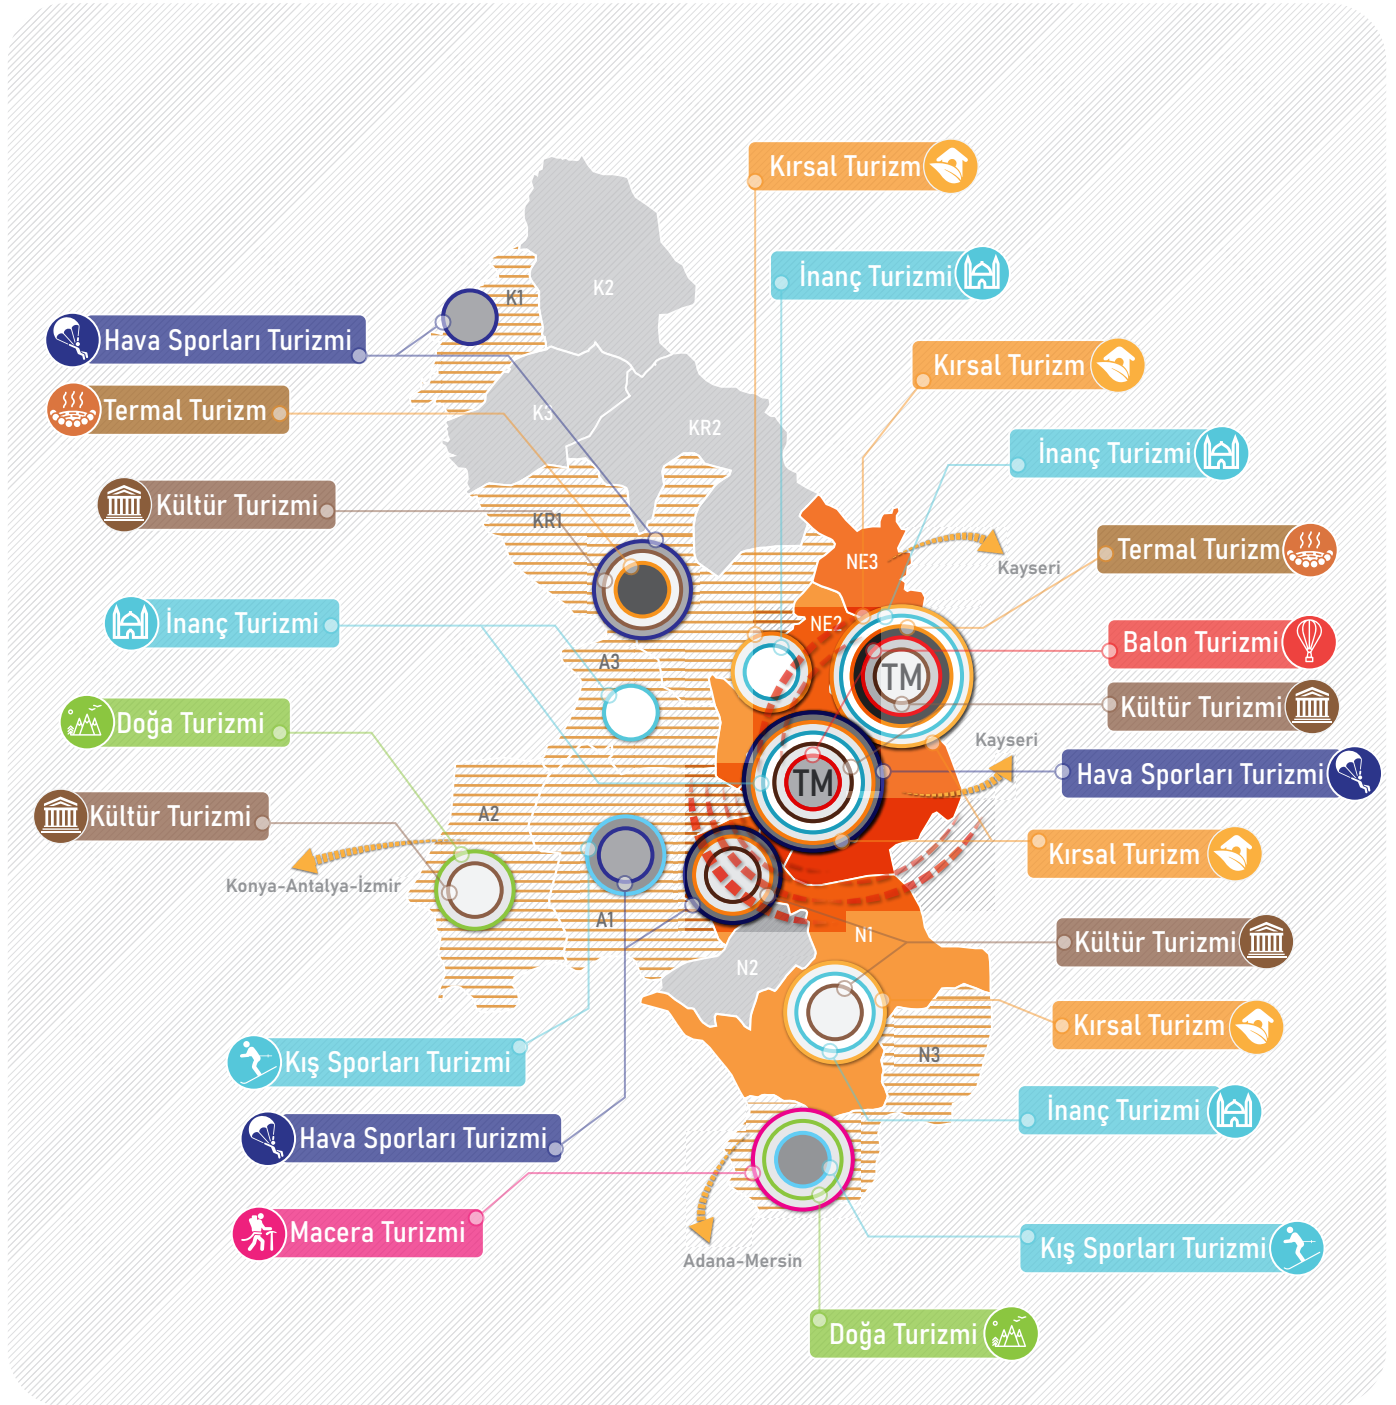 Kırsal Turizm
İnanç Turizmi
K2
K1
Hava Sporları Turizmi
Kırsal Turizm
Termal Turizm
K3
KR2
İnanç Turizmi
Kültür Turizmi
KR1
Termal Turizm
NE3
Kayseri
İnanç Turizmi
NE2
Balon Turizmi
A3
TM
Kültür Turizmi
Doğa Turizmi
Kayseri
Hava Sporları Turizmi
TM
Kültür Turizmi
A2
Kırsal Turizm
Konya-Antalya-İzmir
A1
N1
Kültür Turizmi
N2
Kırsal Turizm
N3
Kış Sporları Turizmi
İnanç Turizmi
Hava Sporları Turizmi
Macera Turizmi
Adana-Mersin
Kış Sporları Turizmi
Doğa Turizmi